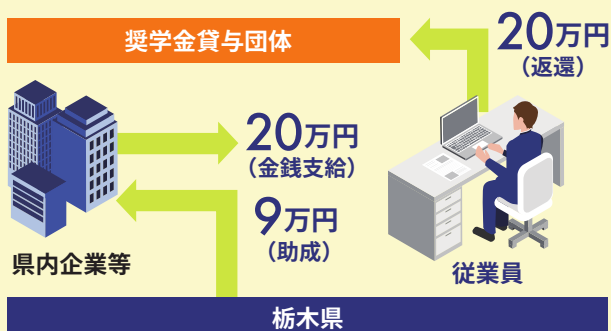 奨学金貸与団体
20万円
（返還）
20万円
（金銭支給）
9万円
（助成）
県内企業等
従業員
栃木県